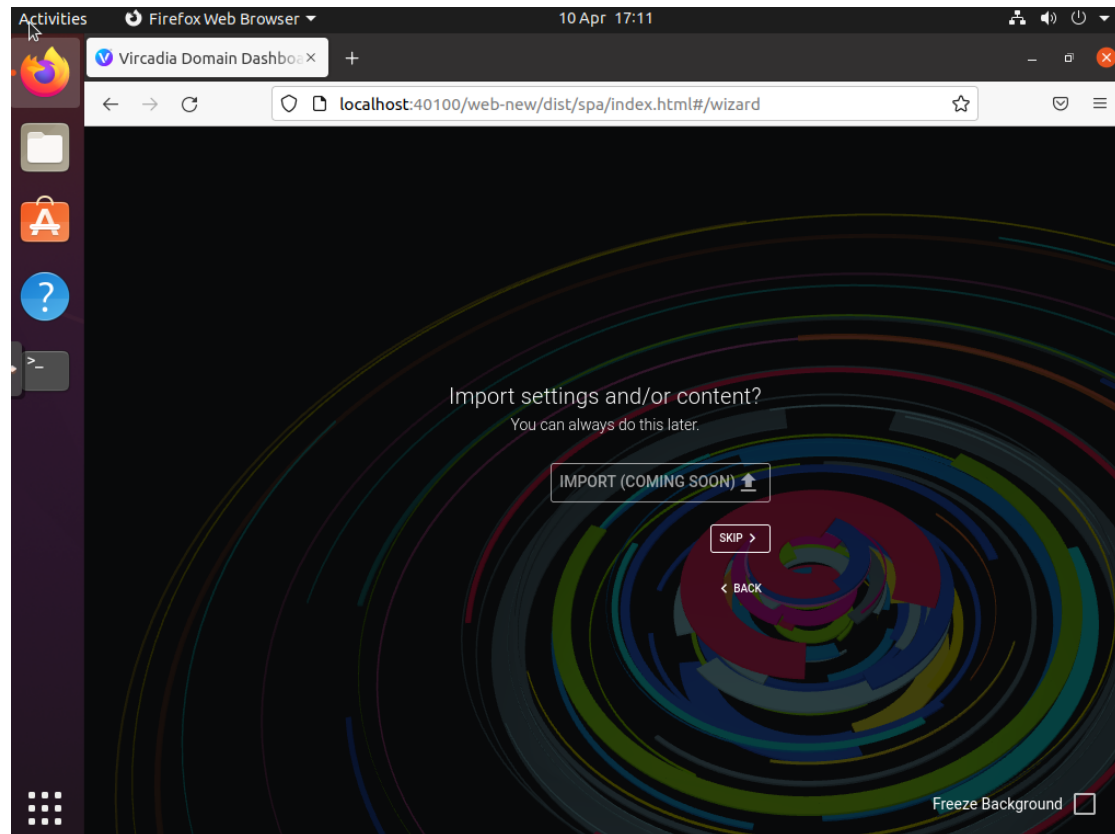 Activities Firefox Web Browser 10 Apr 17:11
Vircadia Domain Dashboa
localhost:40100/web-new/dist/spa/index.html#/wizard
Import settings and/or content?
You can always do this later.
IMPORT (COMING SOON)
SKIP
BACK
Freeze Background